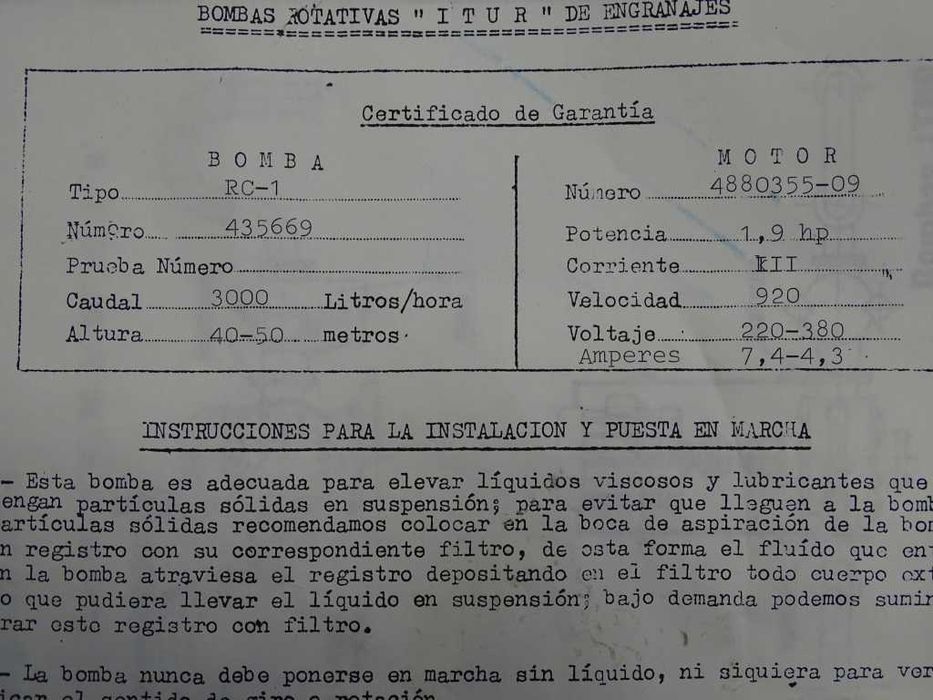 BOMBAS ROTATIVAS " I T U R " DE ENGRANAJES
Certificado de Garantía
B O M B A
Tipo RC-1
Número 435669
Prueba Número
Caudal 3000 Litros/hora
Altura 40-50 metros
M O T O R
Número 4880355-09
Potencia 1,9 hp
Corriente III
Velocidad 920
Voltaje 220-380
Amperes 7,4-4,3
INSTRUCCIONES PARA LA INSTALACION Y PUESTA EN MARCHA
- Esta bomba es adecuada para elevar líquidos viscosos y lubricantes que
engan partículas sólidas en suspensión; para evitar que lleguen a la bomb
artículas sólidas recomendamos colocar en la boca de aspiración de la bom
n registro con su correspondiente filtro, de esta forma el fluído que en
n la bomba atraviesa el registro depositando en el filtro todo cuerpo ext
o que pudiera llevar el líquido en suspensión; bajo demanda podemos sumin
rar este registro con filtro.
- La bomba nunca debe ponerse en marcha sin líquido, ni siquiera para ver
icar el sentido de giro o rotación